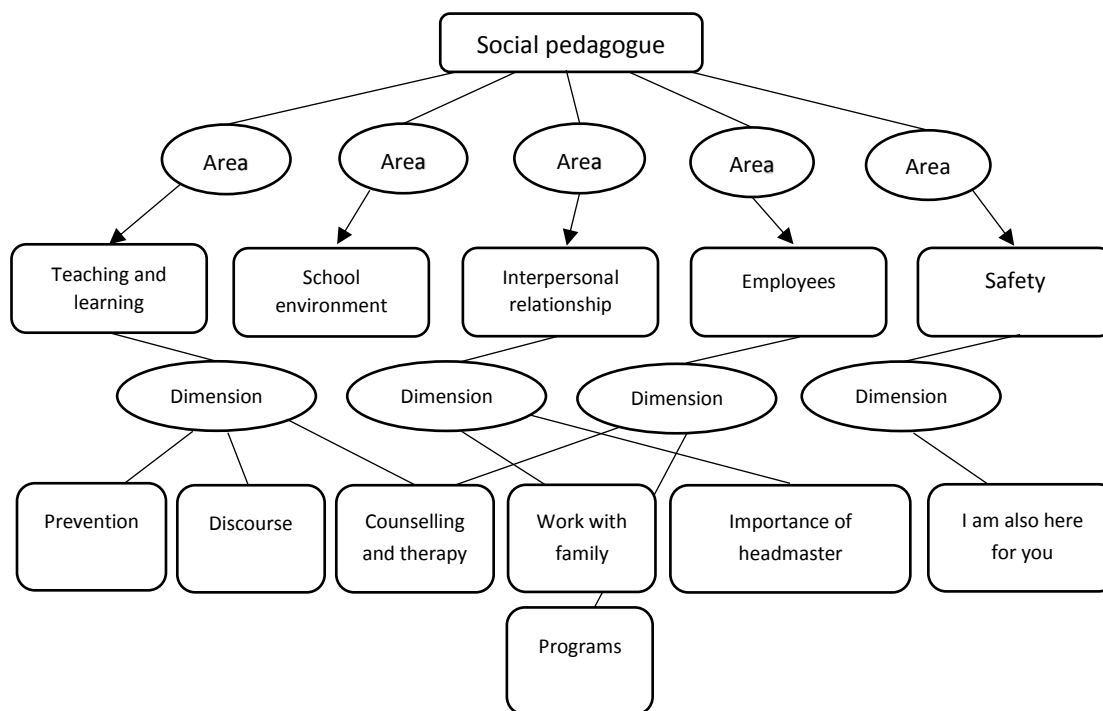 Social pedagogue
Area
Area
Area
Area
Area
Teaching and
learning
School
environment
Interpersonal
relationship
Employees
Safety
Dimension
Dimension
Dimension
Dimension
Prevention
Discourse
Counselling
and therapy
Work with
family
Importance of
headmaster
I am also here
for you
Programs